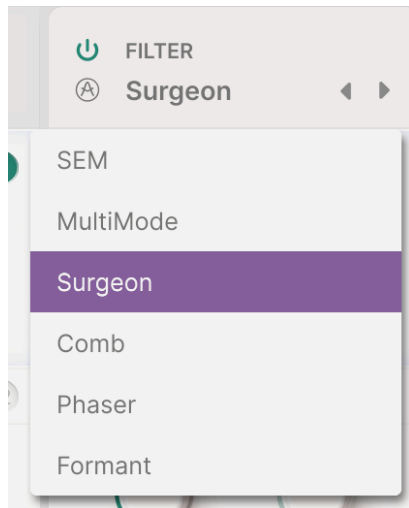 FILTER
Surgeon
SEM
MultiMode
Surgeon
Comb
Phaser
Formant